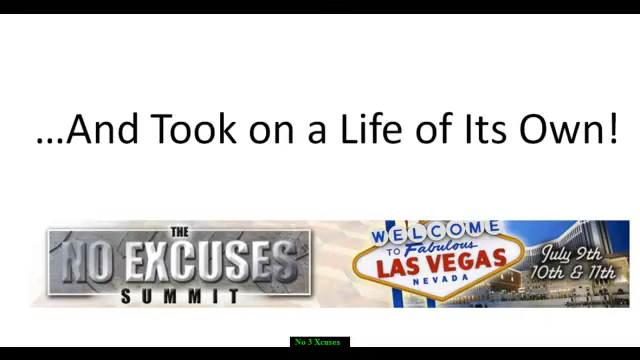 ...And Took on a Life of Its Own!
THE
NO EXCUSES
SUMMIT
WELCOME
TO Fabulous
LAS VEGAS
NEVADA
July 9th
10th & 11th
No 3 Xcuses